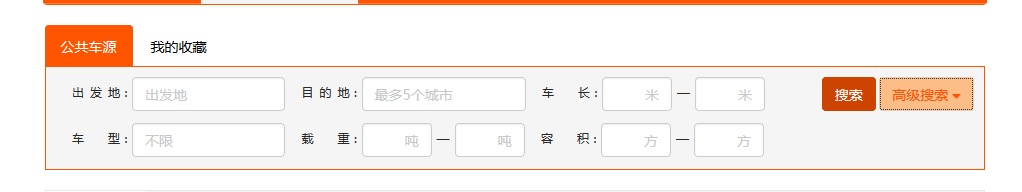 公共车源 我的收藏
出发地: 出发地 目的地: 最多5个城市 车 长: 米 — 米 搜索 高级搜索
车 型: 不限 载 重: 吨 — 吨 容 积: 方 — 方